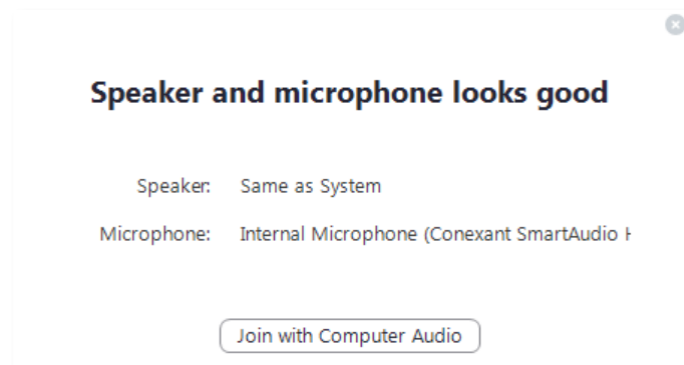 Speaker and microphone looks good
Speaker: Same as System
Microphone: Internal Microphone (Conexant SmartAudio
Join with Computer Audio